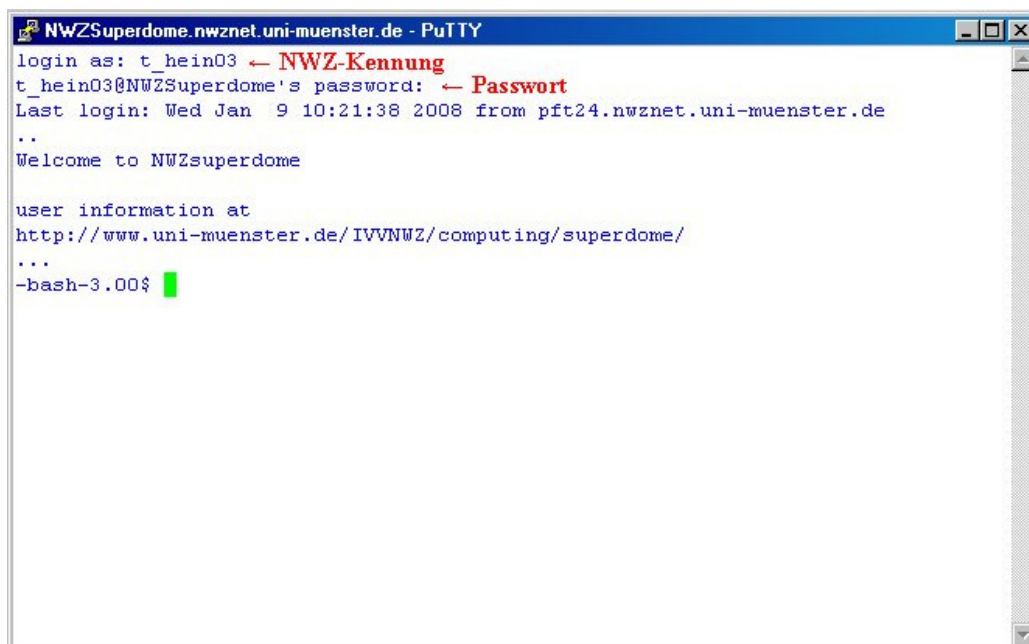 NWZSuperdome.nwznet.uni-muenster.de - PuTTY
login as: t_hein03 ← NWZ-Kennung
t_hein03@NWZSuperdome's password: ← Passwort
Last login: Wed Jan  9 10:21:38 2008 from pft24.nwznet.uni-muenster.de
..
Welcome to NWZsuperdome
user information at
http://www.uni-muenster.de/IVVNWZ/computing/superdome/
...
-bash-3.00$